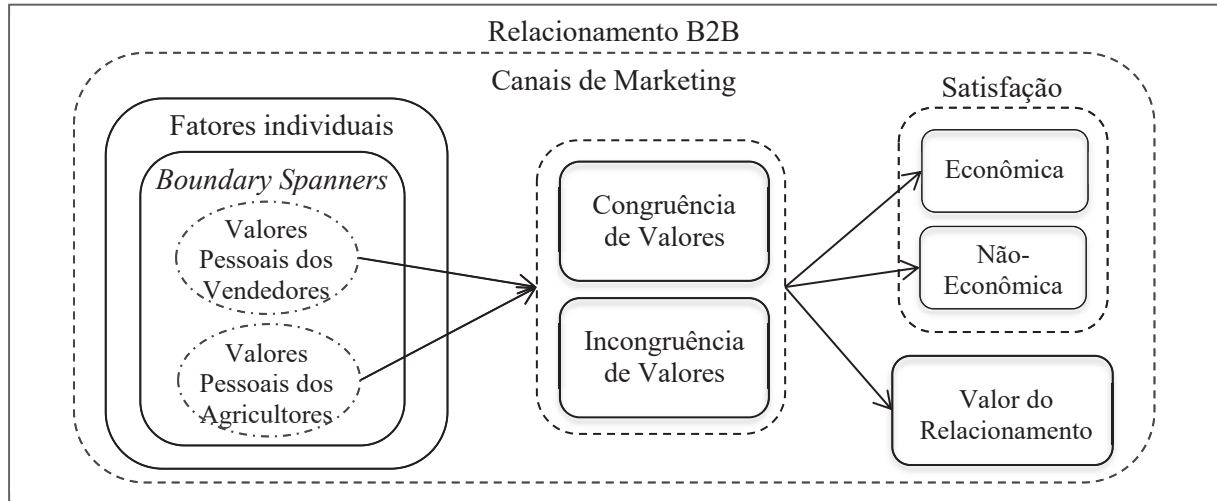 Relacionamento B2B
Canais de Marketing
Fatores individuais
Boundary Spanners
Valores
Pessoais dos
Vendedores
Valores
Pessoais dos
Agricultores
Congruência
de Valores
Incongruência
de Valores
Satisfação
Econômica
Não-
Econômica
Valor do
Relacionamento